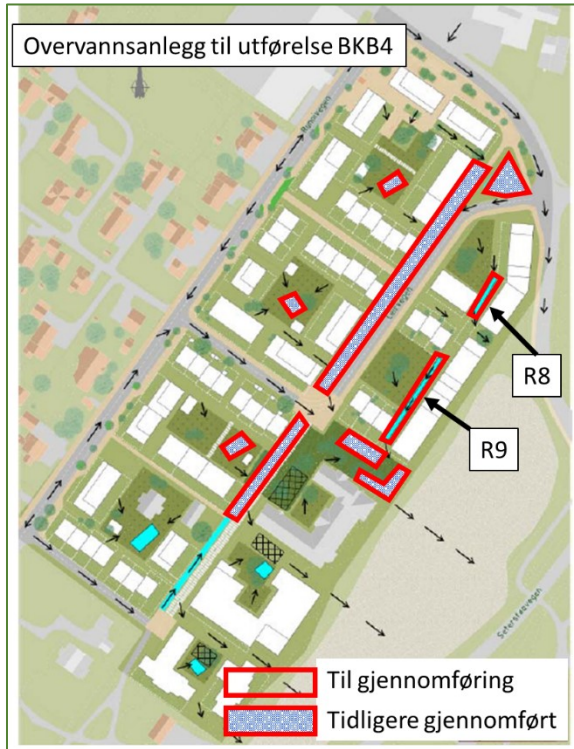 Overvannsanlegg til utførelse BKB4
R8
R9
Til gjennomføring
Tidligere gjennomført